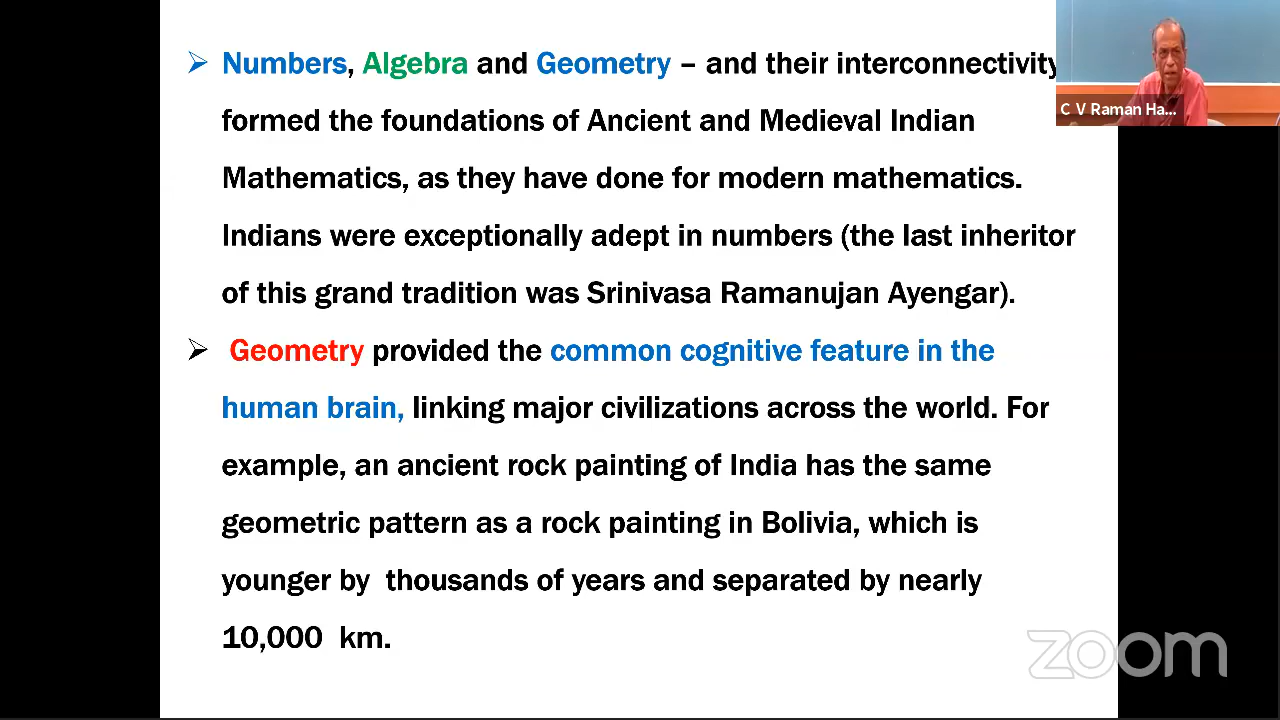 ➢ Numbers, Algebra and Geometry – and their interconnectivity
formed the foundations of Ancient and Medieval Indian
Mathematics, as they have done for modern mathematics.
Indians were exceptionally adept in numbers (the last inheritor
of this grand tradition was Srinivasa Ramanujan Ayengar).
➢ Geometry provided the common cognitive feature in the
human brain, linking major civilizations across the world. For
example, an ancient rock painting of India has the same
geometric pattern as a rock painting in Bolivia, which is
younger by thousands of years and separated by nearly
10,000 km.
C V Raman Ha...
zoom